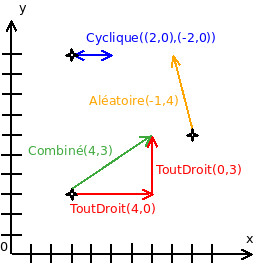 y
Cyclique((2,0),(-2,0))
Aléatoire(-1,4)
Combiné(4,3)
ToutDroit(0,3)
ToutDroit(4,0)
x
0